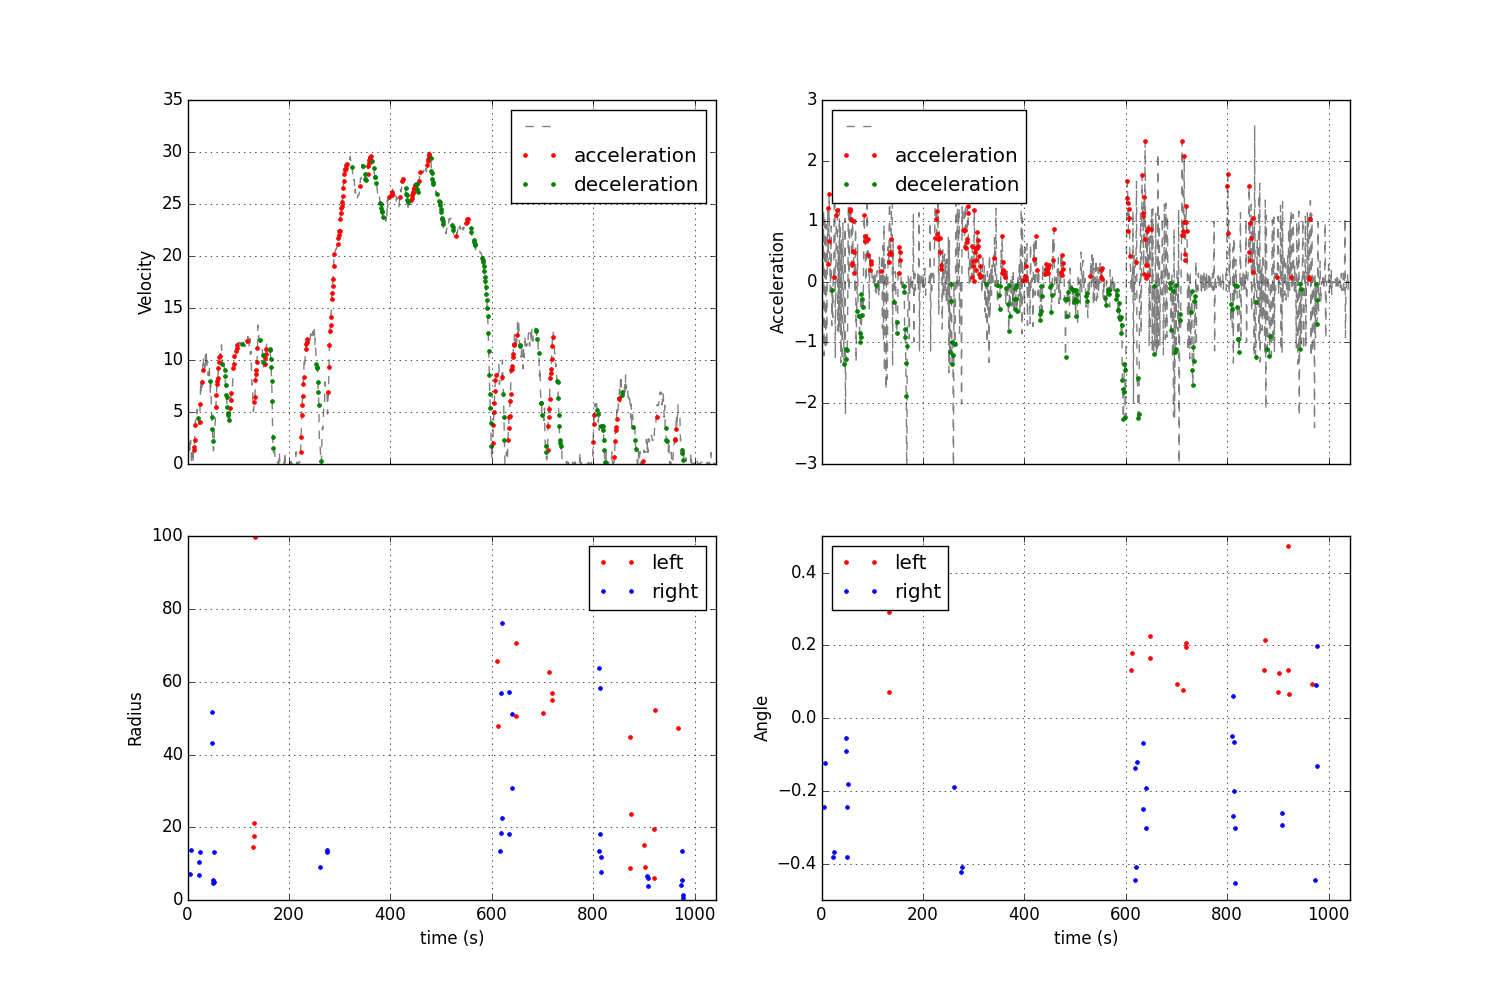 35
30
25
20
15
10
5
0
Velocity
acceleration
deceleration
3
2
1
0
−1
−2
−3
Acceleration
acceleration
deceleration
100
80
60
40
20
0
Radius
left
right
0 200 400 600 800 1000
time (s)
0.4
0.2
0.0
−0.2
−0.4
Angle
left
right
0 200 400 600 800 1000
time (s)